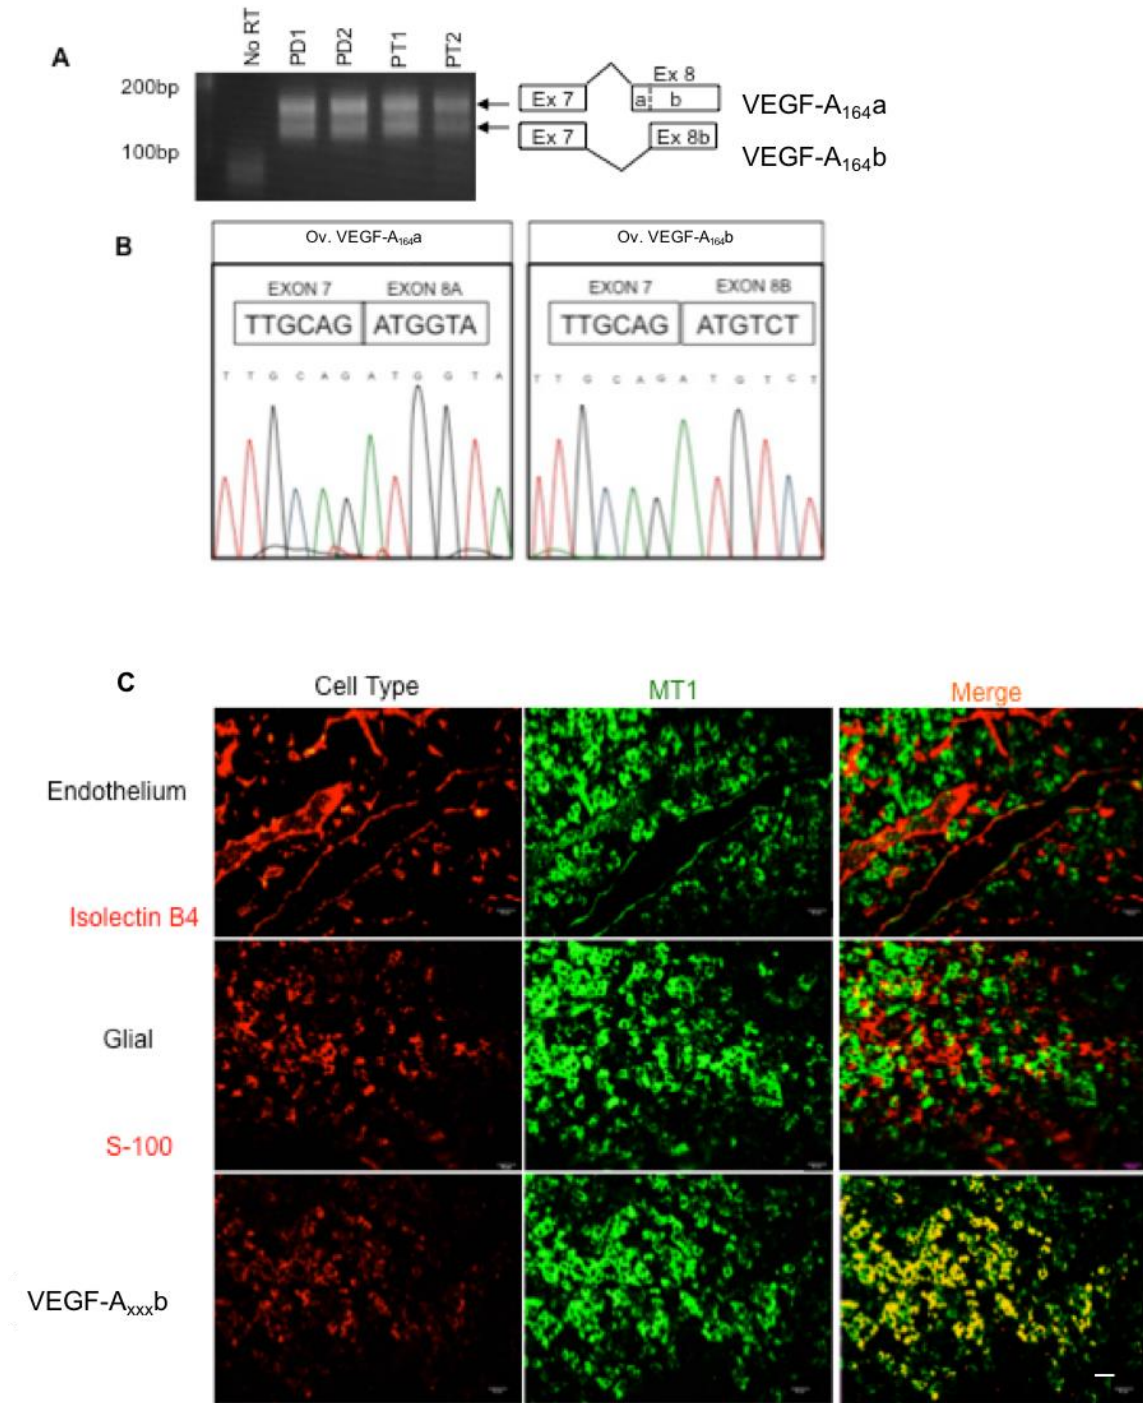 A
No RT
PD1
PD2
PT1
PT2
200bp
100bp
Ex 8
Ex 7
a
b
VEGF-A₁₆₄a
Ex 7
Ex 8b
VEGF-A₁₆₄b
B
Ov. VEGF-A₁₆₄a
Ov. VEGF-A₁₆₄b
EXON 7
EXON 8A
EXON 7
EXON 8B
TTGCAG
ATGGTA
TTGCAG
ATGTCT
T T G C A G A T G G T A
T T G C A G A T G T C T
C
Cell Type
MT1
Merge
Endothelium
Isolectin B4
Glial
S-100
VEGF-Aₓₓₓb